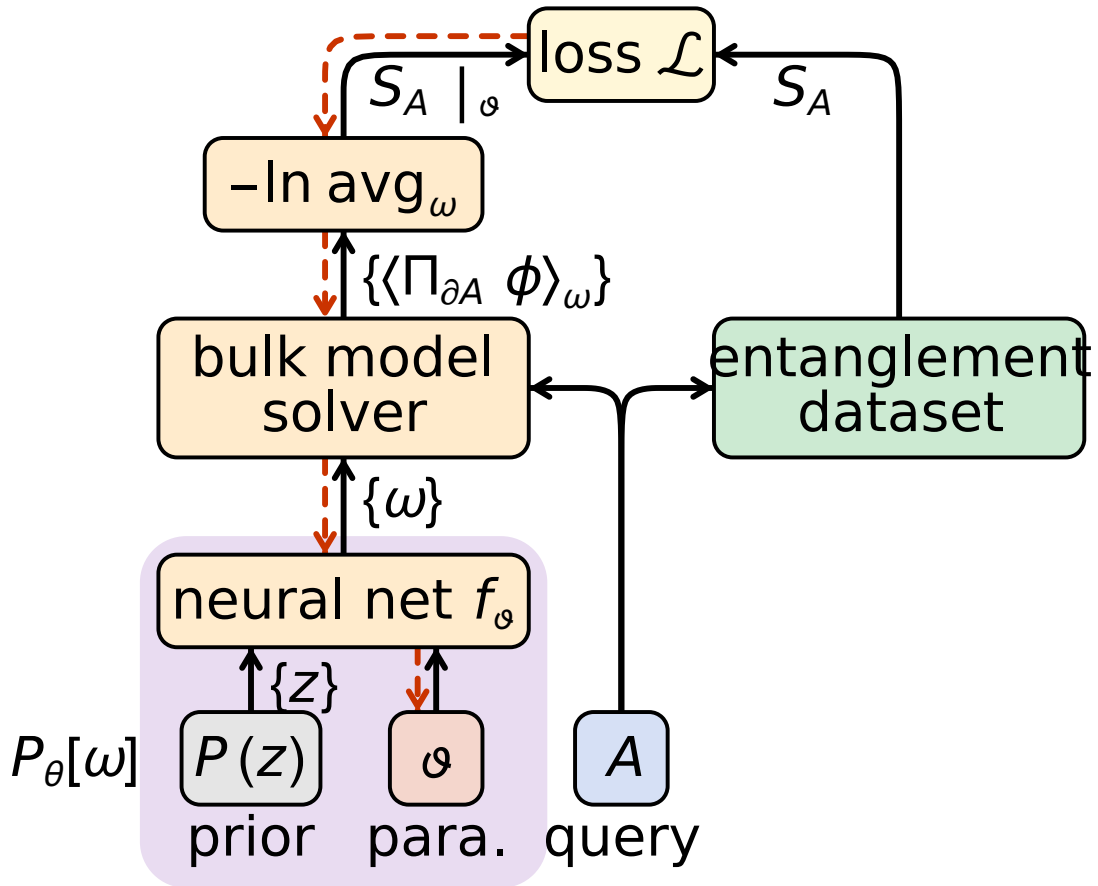 loss ℒ
S_A |_ϑ
S_A
−ln avg_ω
{⟨Π_∂A ϕ⟩_ω}
bulk model
solver
entanglement
dataset
{ω}
neural net f_ϑ
{z}
P_θ[ω]
P(z)
ϑ
A
prior
para.
query